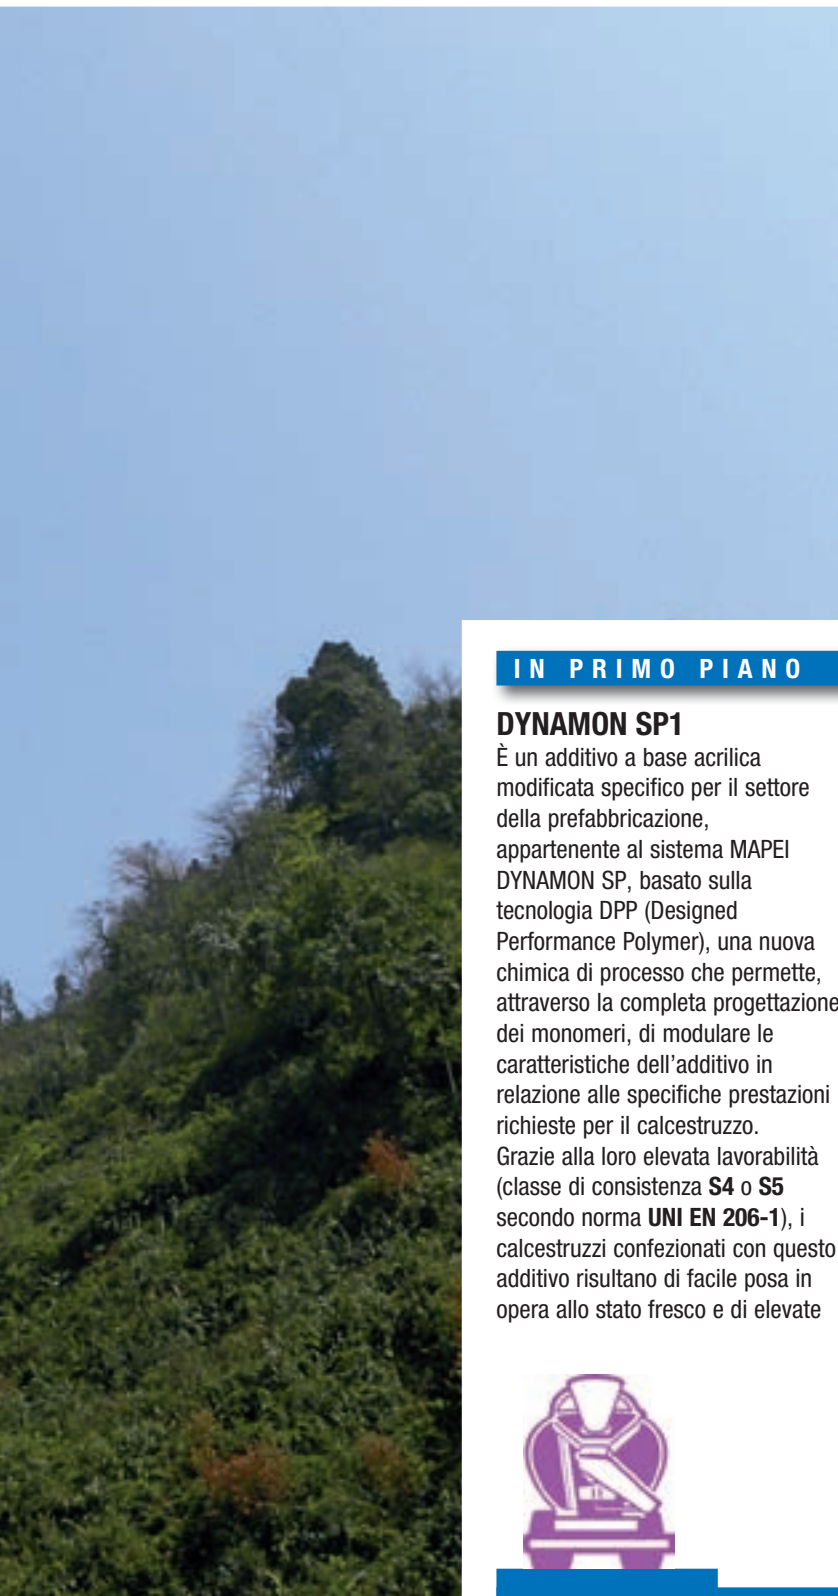 IN PRIMO PIANO
DYNAMON SP1
È un additivo a base acrilica
modificata specifico per il settore
della prefabbricazione,
appartenente al sistema MAPEI
DYNAMON SP, basato sulla
tecnologia DPP (Designed
Performance Polymer), una nuova
chimica di processo che permette,
attraverso la completa progettazione
dei monomeri, di modulare le
caratteristiche dell’additivo in
relazione alle specifiche prestazioni
richieste per il calcestruzzo.
Grazie alla loro elevata lavorabilità
(classe di consistenza S4 o S5
secondo norma UNI EN 206-1), i
calcestruzzi confezionati con questo
additivo risultano di facile posa in
opera allo stato fresco e di elevate